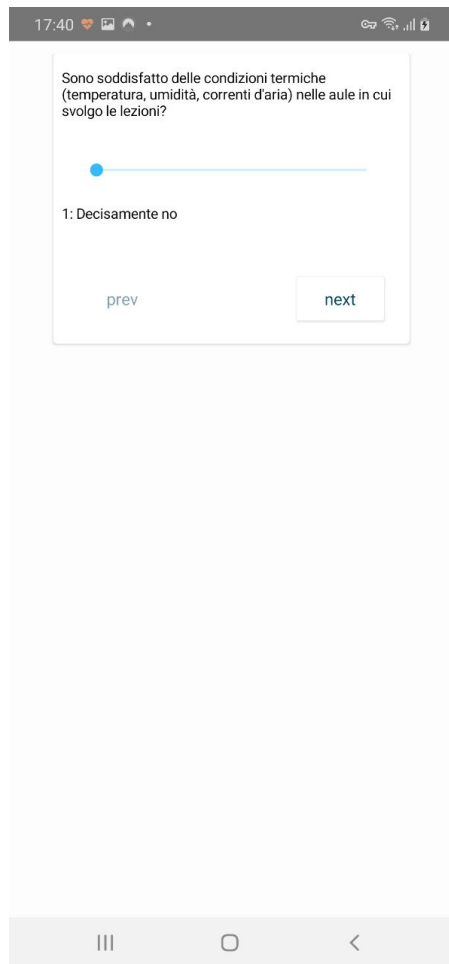 17:40
Sono soddisfatto delle condizioni termiche
(temperatura, umidità, correnti d'aria) nelle aule in cui
svolgo le lezioni?
1: Decisamente no
prev
next